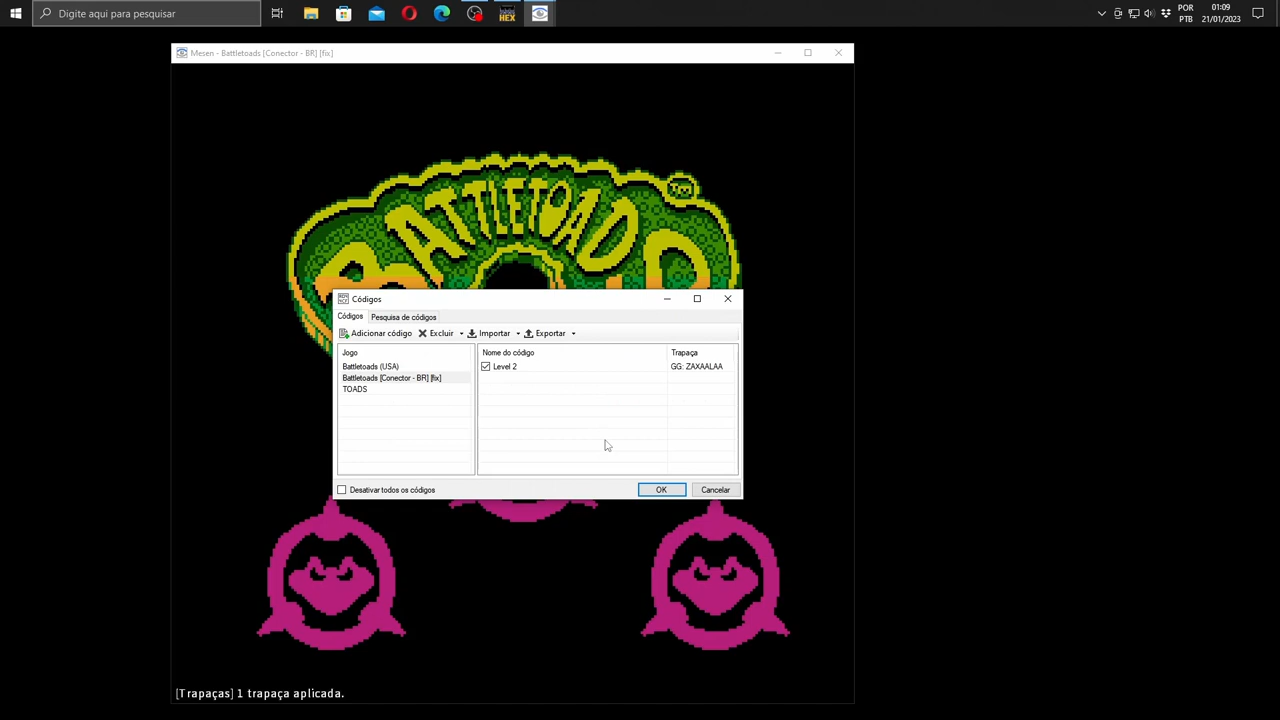 Digite aqui para pesquisar
HEX
POR
PTB
01:09
21/01/2023
Mesen - Battletoads [Conector - BR] [fix]
BATTLETOADS
TM
Códigos
Códigos
Pesquisa de códigos
Adicionar código
Excluir
Importar
Exportar
Jogo
Nome do código
Trapaça
Battletoads (USA)
Level 2
GG: ZAXAALAA
Battletoads [Conector - BR] [fix]
TOADS
Desativar todos os códigos
OK
Cancelar
[Trapaças] 1 trapaça aplicada.